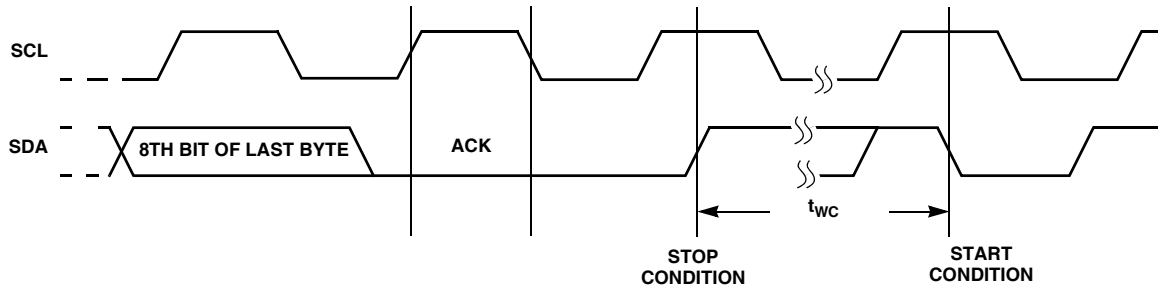 SCL
SDA
8TH BIT OF LAST BYTE
ACK
tWC
STOP
CONDITION
START
CONDITION